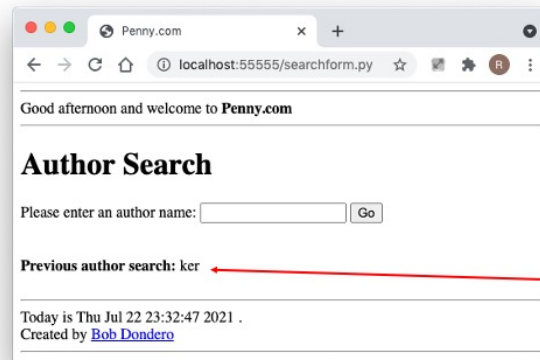 Penny.com
localhost:55555/searchform.py
R
Good afternoon and welcome to Penny.com
Author Search
Please enter an author name: Go
Previous author search: ker
Today is Thu Jul 22 23:32:47 2021 .
Created by Bob Dondero